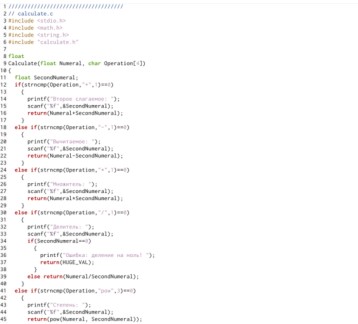 1 ////////////////////////////////////
2 // calculate.c
3 #include <stdio.h>
4 #include <math.h>
5 #include <string.h>
6 #include "calculate.h"
7
8 float
9 Calculate(float Numeral, char Operation[4])
10 {
11 float SecondNumeral;
12 if(strncmp(Operation,"+",1)==0)
13 {
14 printf("Второе слагаемое: ");
15 scanf("%f",&SecondNumeral);
16 return(Numeral+SecondNumeral);
17 }
18 else if(strncmp(Operation,"-",1)==0)
19 {
20 printf("Вычитаемое: ");
21 scanf("%f",&SecondNumeral);
22 return(Numeral-SecondNumeral);
23 }
24 else if(strncmp(Operation,"*",1)==0)
25 {
26 printf("Множитель: ");
27 scanf("%f",&SecondNumeral);
28 return(Numeral*SecondNumeral);
29 }
30 else if(strncmp(Operation,"/",1)==0)
31 {
32 printf("Делитель: ");
33 scanf("%f",&SecondNumeral);
34 if(SecondNumeral==0)
35 {
36 printf("Ошибка: деление на ноль! ");
37 return(HUGE_VAL);
38 }
39 else return(Numeral/SecondNumeral);
40 }
41 else if(strncmp(Operation,"pow",3)==0)
42 {
43 printf("Степень: ");
44 scanf("%f",&SecondNumeral);
45 return(pow(Numeral, SecondNumeral));